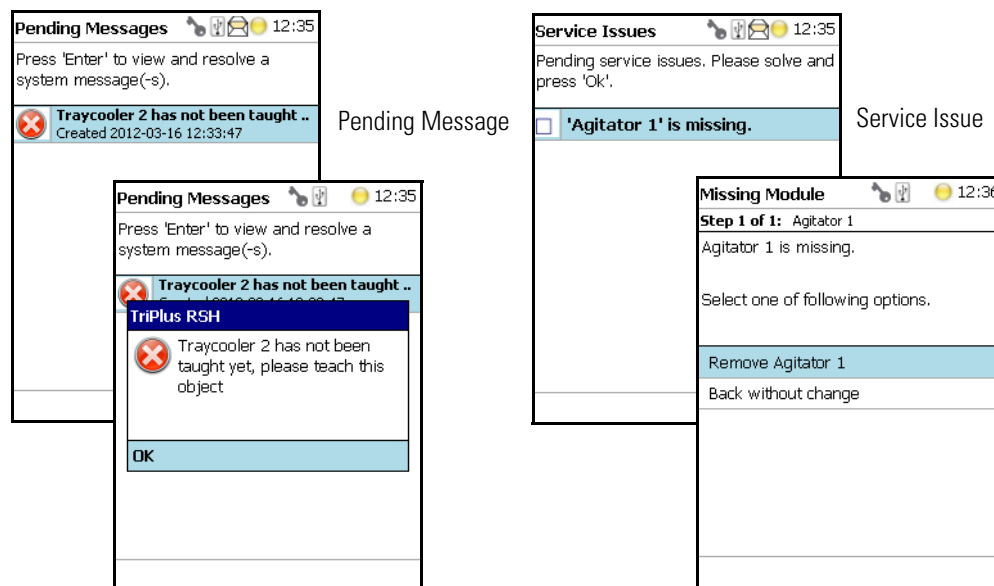 Pending Messages 12:35
Press 'Enter' to view and resolve a
system message(-s).
Traycooler 2 has not been taught ..
Created 2012-03-16 12:33:47
Pending Message
Pending Messages 12:35
Press 'Enter' to view and resolve a
system message(-s).
Traycooler 2 has not been taught ..
TriPlus RSH
Traycooler 2 has not been
taught yet, please teach this
object
OK
Service Issues 12:35
Pending service issues. Please solve and
press 'Ok'.
'Agitator 1' is missing.
Service Issue
Missing Module 12:36
Step 1 of 1: Agitator 1
Agitator 1 is missing.
Select one of following options.
Remove Agitator 1
Back without change